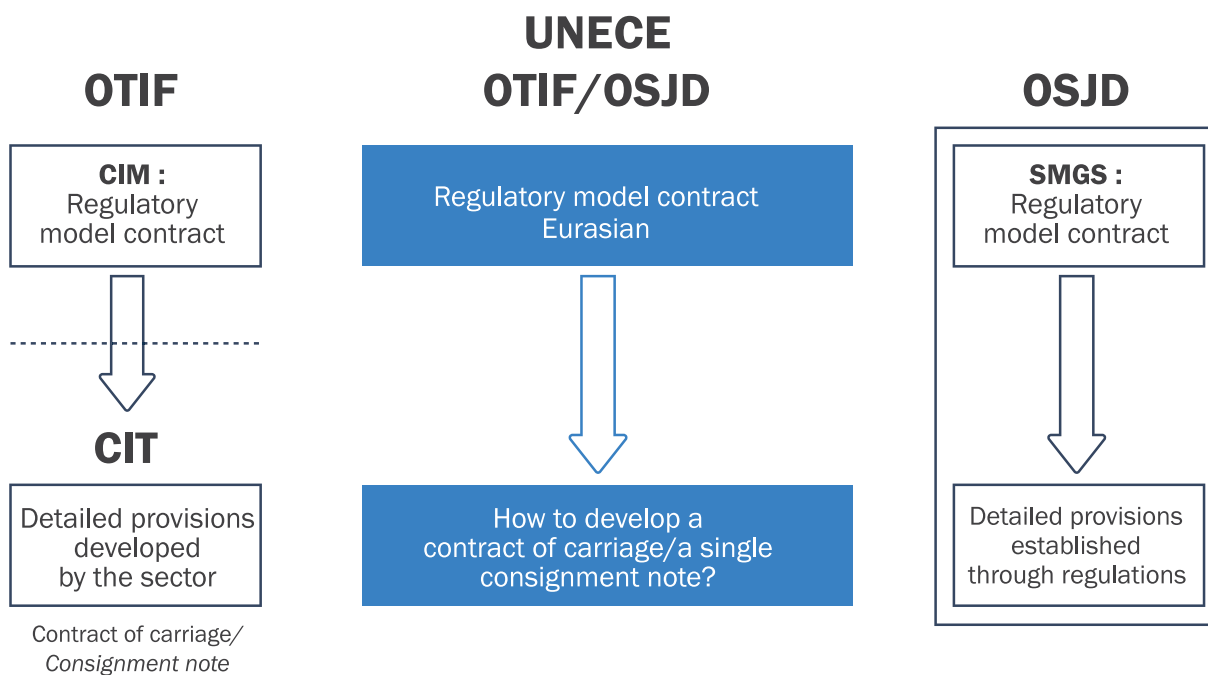 OTIF
CIM :
Regulatory
model contract
CIT
Detailed provisions
developed
by the sector
Contract of carriage/
Consignment note
UNECE
OTIF/OSJD
Regulatory model contract
Eurasian
How to develop a
contract of carriage/a single
consignment note?
OSJD
SMGS :
Regulatory
model contract
Detailed provisions
established
through regulations